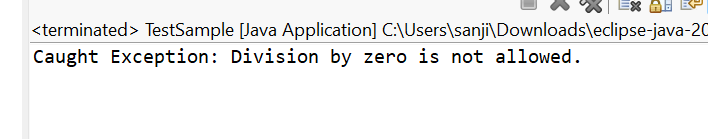 <terminated> TestSample [Java Application] C:\Users\sanji\Downloads\eclipse-java-20
Caught Exception: Division by zero is not allowed.